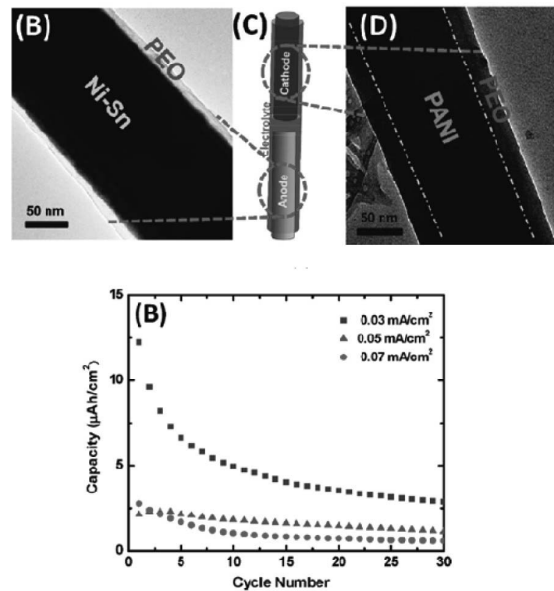 (B)
PEO
Ni-Sn
50 nm
(C)
Cathode
Electrolyte
Anode
(D)
PEO
PANI
50 nm
(B)
0.03 mA/cm²
0.05 mA/cm²
0.07 mA/cm²
Capacity (µAh/cm²)
15
10
5
0
0
5
10
15
20
25
30
Cycle Number